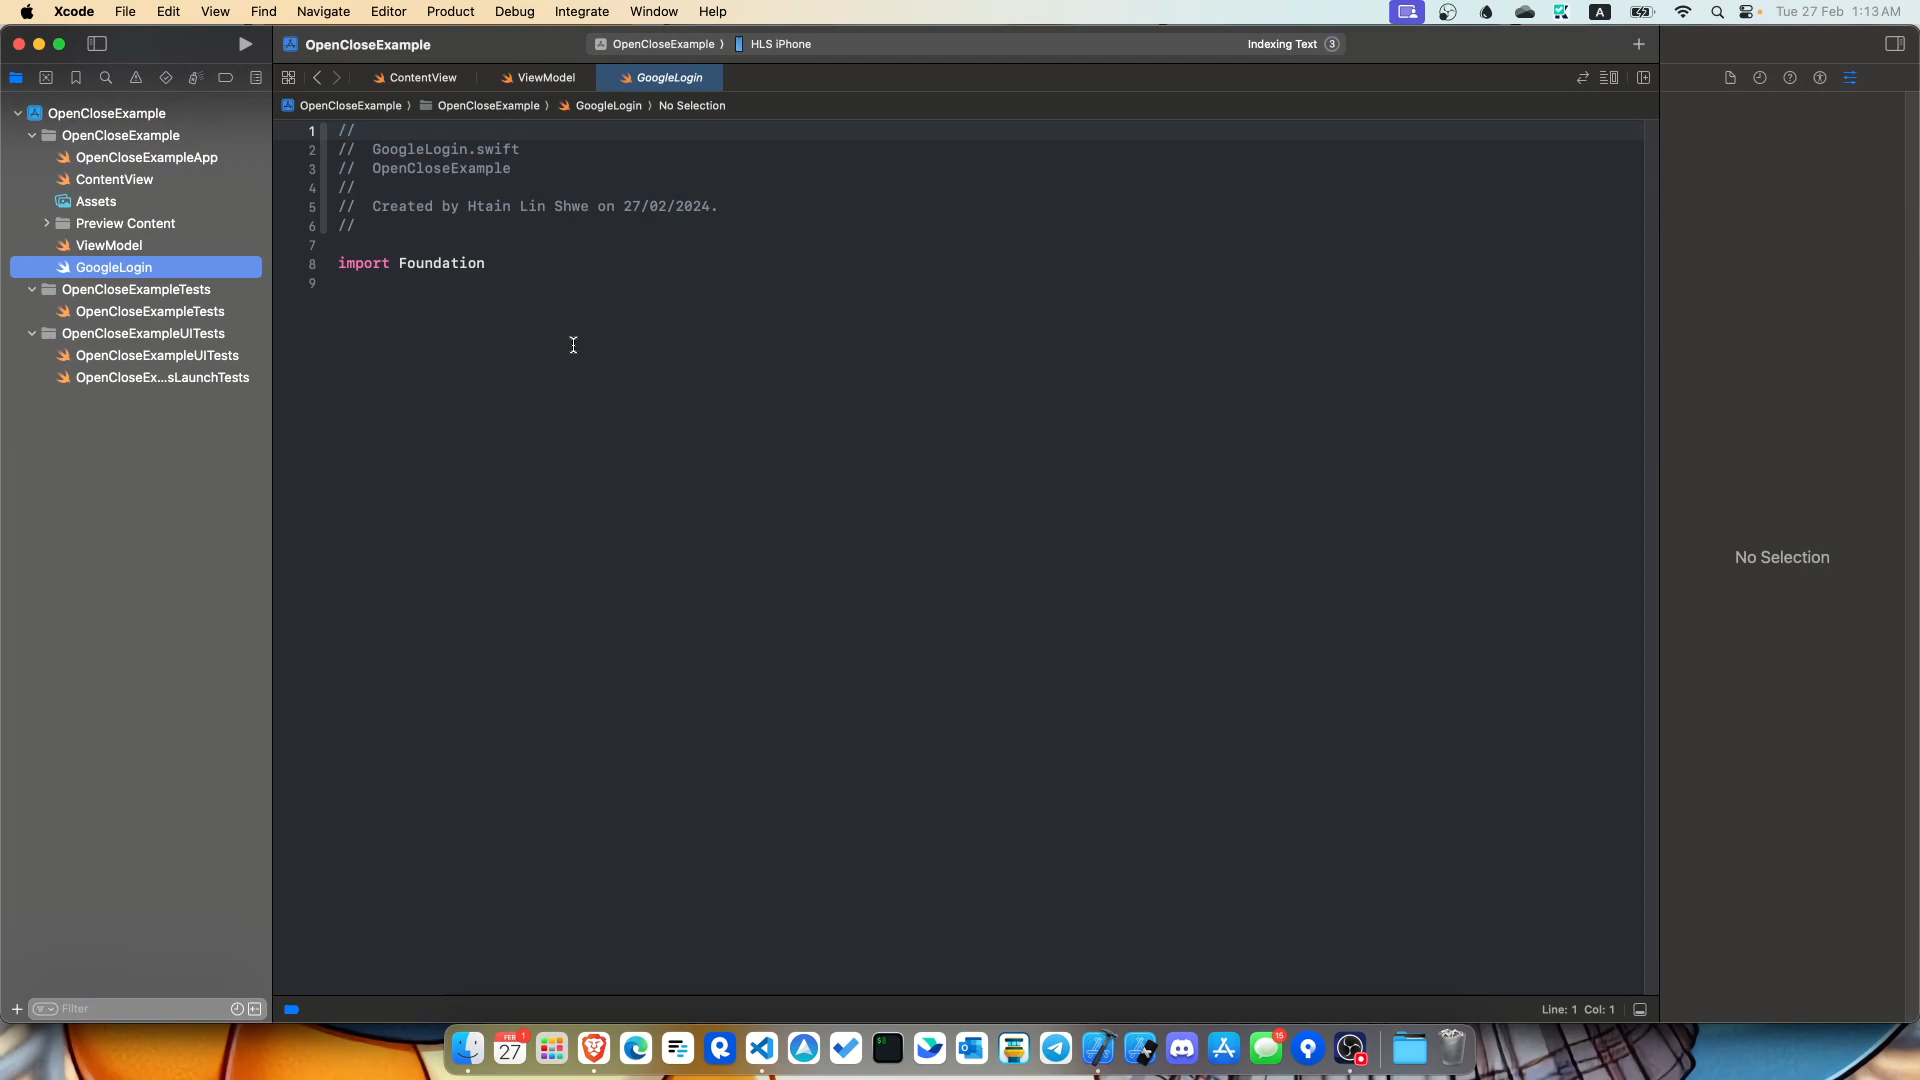 Xcode File Edit View Find Navigate Editor Product Debug Integrate Window Help
A
Tue 27 Feb 1:13 AM
OpenCloseExample
OpenCloseExample 〉 HLS iPhone
Indexing Text 3
ContentView
ViewModel
GoogleLogin
OpenCloseExample 〉 OpenCloseExample 〉 GoogleLogin 〉 No Selection
OpenCloseExample
OpenCloseExample
OpenCloseExampleApp
ContentView
Assets
Preview Content
ViewModel
GoogleLogin
OpenCloseExampleTests
OpenCloseExampleTests
OpenCloseExampleUITests
OpenCloseExampleUITests
OpenCloseEx...sLaunchTests
1 //
2 // GoogleLogin.swift
3 // OpenCloseExample
4 //
5 // Created by Htain Lin Shwe on 27/02/2024.
6 //
7
8 import Foundation
9
No Selection
Filter
Line: 1 Col: 1
FEB
27
1
$
15